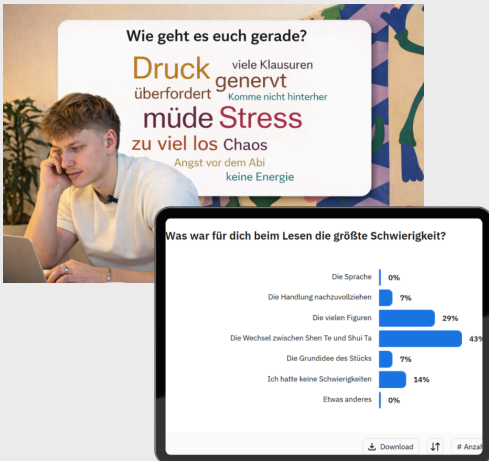 Wie geht es euch gerade?
Druck
viele Klausuren
genervt
überfordert
Komme nicht hinterher
müde Stress
zu viel los Chaos
Angst vor dem Abi
keine Energie
Was war für dich beim Lesen die größte Schwierigkeit?
Die Sprache 0%
Die Handlung nachzuvollziehen 7%
Die vielen Figuren 29%
Die Wechsel zwischen Shen Te und Shui Ta 43%
Die Grundidee des Stücks 7%
Ich hatte keine Schwierigkeiten 14%
Etwas anderes 0%
Download # Anzal